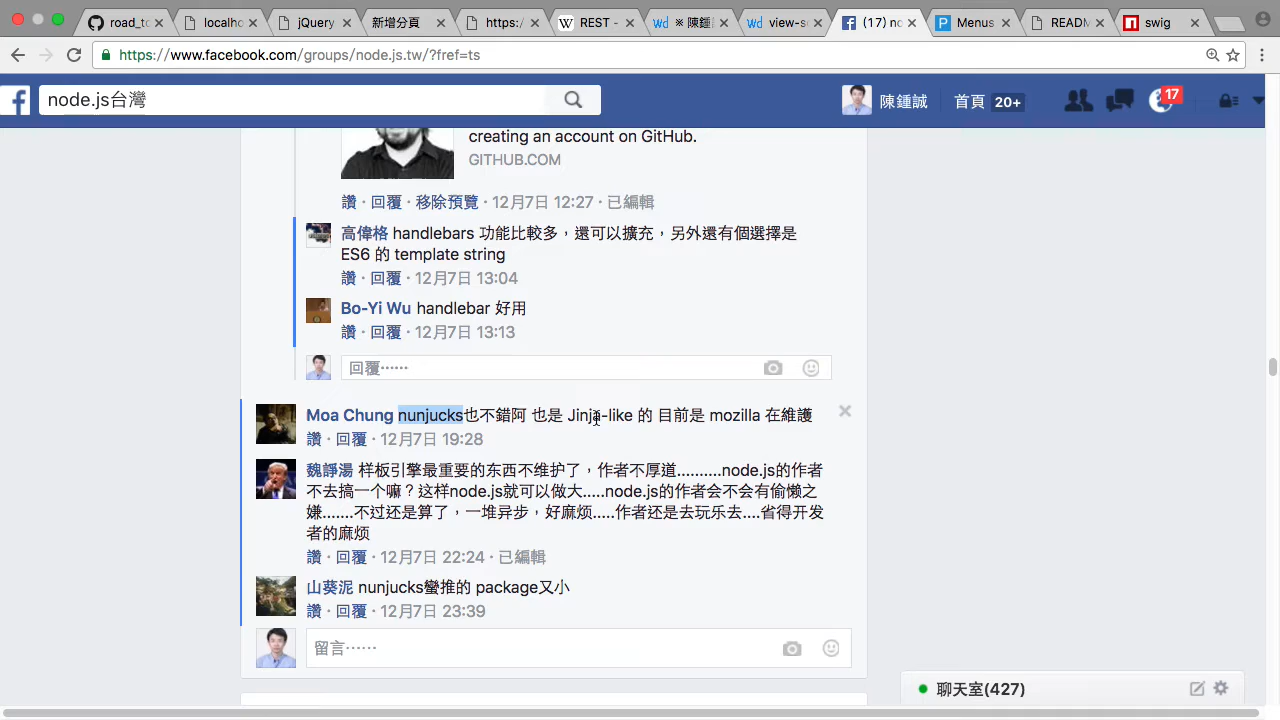 road_to
localho
jQuery
新增分頁
https:/
REST -
※ 陳鍾
view-s
(17) no
Menus
READM
swig
https://www.facebook.com/groups/node.js.tw/?fref=ts
node.js台灣
陳鍾誠
首頁 20+
17
creating an account on GitHub.
GITHUB.COM
讚 · 回覆 · 移除預覽 · 12月7日 12:27 · 已編輯
高偉格 handlebars 功能比較多，還可以擴充，另外還有個選擇是
ES6 的 template string
讚 · 回覆 · 12月7日 13:04
Bo-Yi Wu handlebar 好用
讚 · 回覆 · 12月7日 13:13
回覆⋯⋯
Moa Chung nunjucks也不錯阿 也是 Jinja-like 的 目前是 mozilla 在維護
讚 · 回覆 · 12月7日 19:28
魏靜湯 样板引擎最重要的东西不维护了，作者不厚道..........node.js的作者
不去搞一个嘛？这样node.js就可以做大.....node.js的作者会不会有偷懒之
嫌.......不过还是算了，一堆异步，好麻烦.....作者还是去玩乐去....省得开发
者的麻烦
讚 · 回覆 · 12月7日 22:24 · 已編輯
山葵泥 nunjucks蠻推的 package又小
讚 · 回覆 · 12月7日 23:39
留言⋯⋯
聊天室(427)